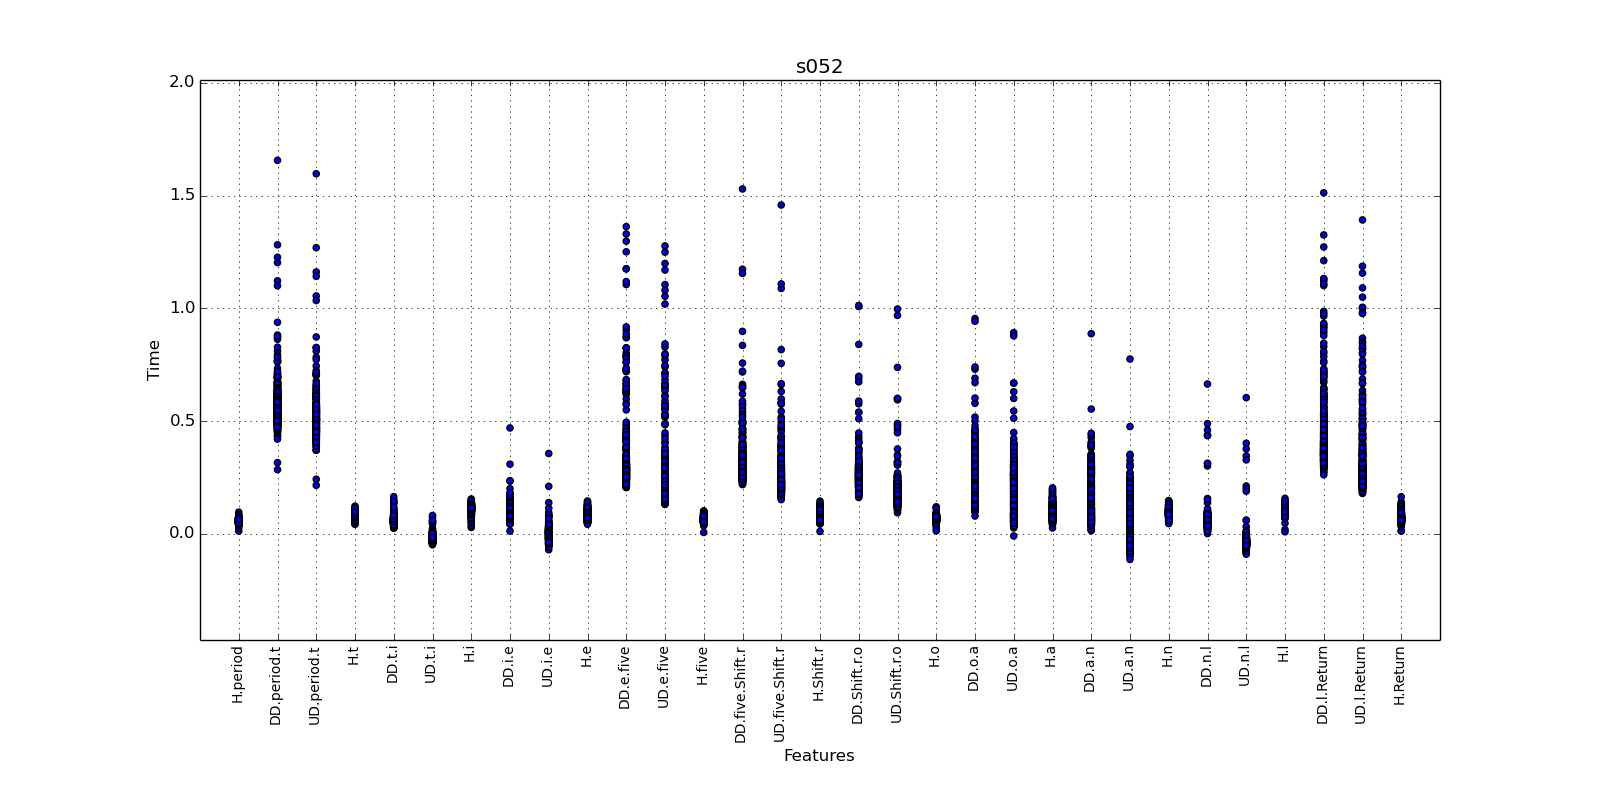 s052
2.0
1.5
1.0
0.5
0.0
Time
H.period
DD.period.t
UD.period.t
H.t
DD.t.i
UD.t.i
H.i
DD.i.e
UD.i.e
H.e
DD.e.five
UD.e.five
H.five
DD.five.Shift.r
UD.five.Shift.r
H.Shift.r
DD.Shift.r.o
UD.Shift.r.o
H.o
DD.o.a
UD.o.a
H.a
DD.a.n
UD.a.n
H.n
DD.n.l
UD.n.l
H.l
DD.l.Return
UD.l.Return
H.Return
Features